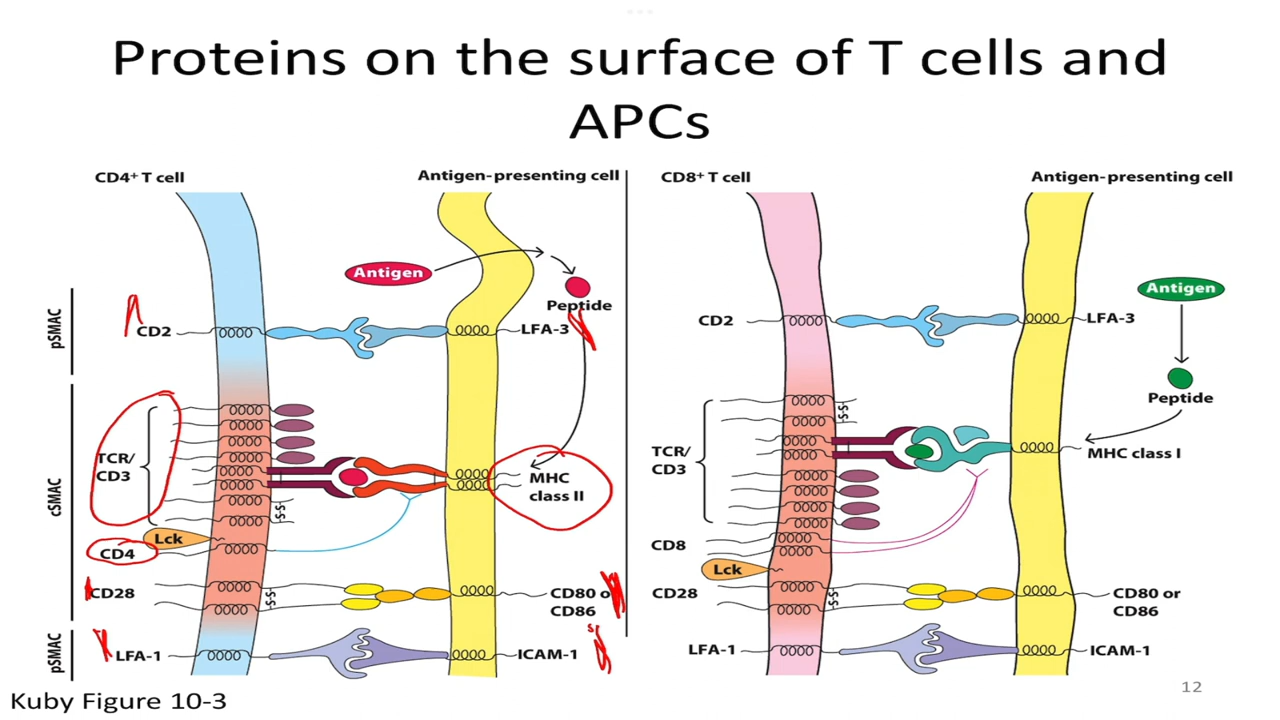 Proteins on the surface of T cells and
APCs
CD4+ T cell
Antigen-presenting cell
Antigen
Peptide
pSMAC
CD2
LFA-3
cSMAC
TCR/
CD3
MHC
class II
-S-S-
Lck
CD4
CD28
-S-S-
CD80 or
CD86
pSMAC
LFA-1
ICAM-1
CD8+ T cell
Antigen-presenting cell
Antigen
CD2
LFA-3
Peptide
-S-S-
TCR/
CD3
MHC class I
CD8
Lck
CD28
-S-S-
CD80 or
CD86
LFA-1
ICAM-1
Kuby Figure 10-3
12